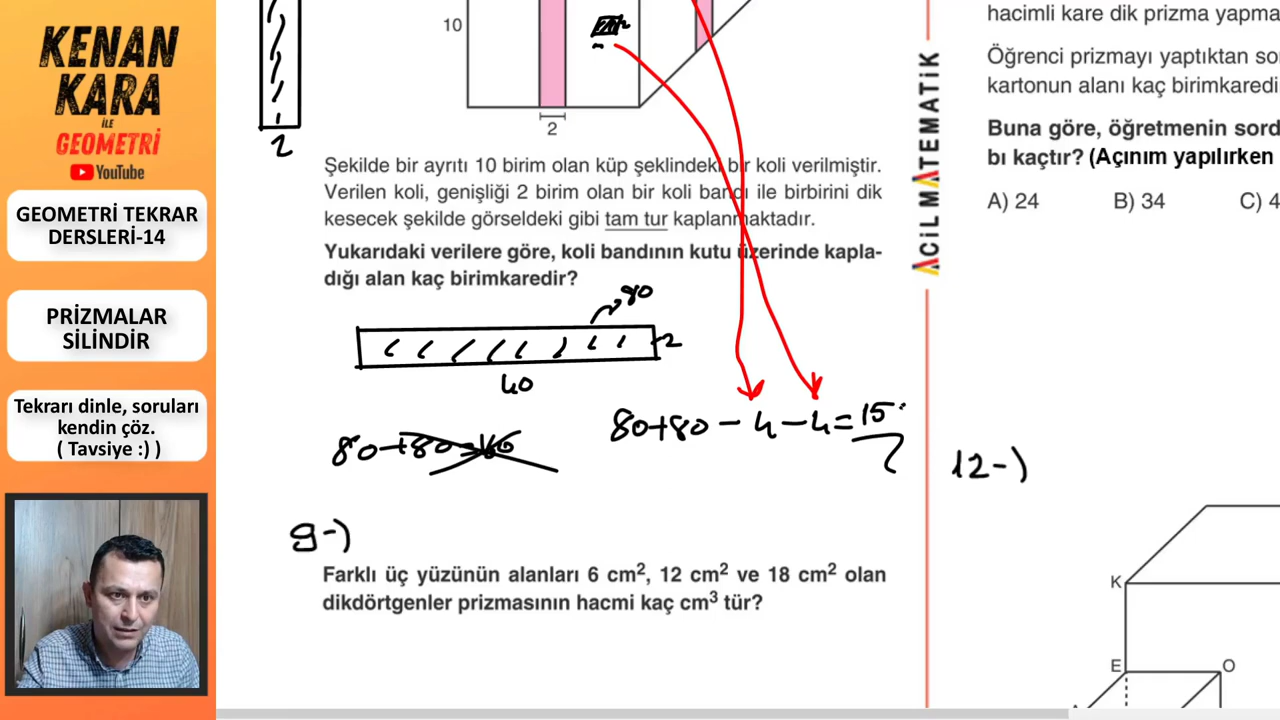 KENAN
KARA
İLE
GEOMETRİ
YouTube
GEOMETRİ TEKRAR
DERSLERİ-14
PRİZMALAR
SİLİNDİR
Tekrarı dinle, soruları
kendin çöz.
( Tavsiye :) )
2
10
2
Şekilde bir ayrıtı 10 birim olan küp şeklindeki bir koli verilmiştir.
Verilen koli, genişliği 2 birim olan bir koli bandı ile birbirini dik
kesecek şekilde görseldeki gibi tam tur kaplanmaktadır.
Yukarıdaki verilere göre, koli bandının kutu üzerinde kapla-
dığı alan kaç birimkaredir?
80
2
40
80+80-4-4=15
9-)
Farklı üç yüzünün alanları 6 cm², 12 cm² ve 18 cm² olan
dikdörtgenler prizmasının hacmi kaç cm³ tür?
AÇİL MATEMATİK
hacimli kare dik prizma yapma
Öğrenci prizmayı yaptıktan so
kartonun alanı kaç birimkaredi
Buna göre, öğretmenin sord
bı kaçtır? (Açınım yapılırken
A) 24 B) 34 C) 4
12-)
K
E
O